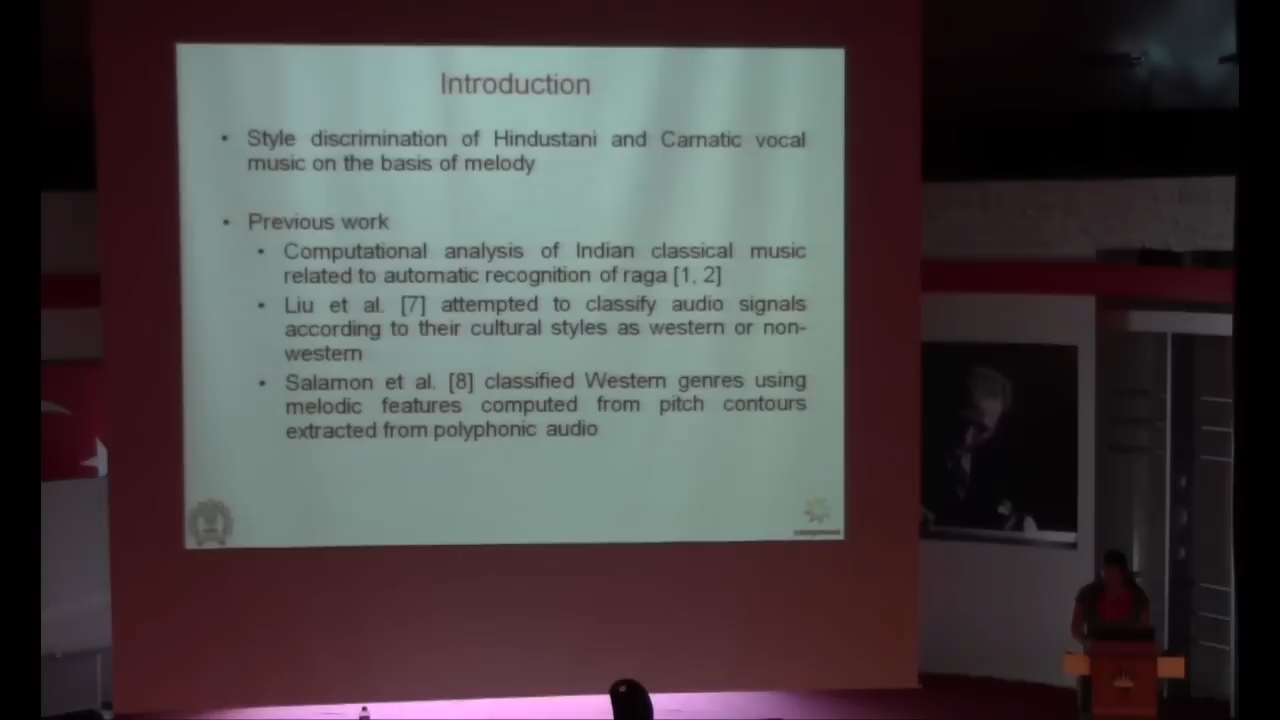 Introduction
• Style discrimination of Hindustani and Carnatic vocal
music on the basis of melody
• Previous work
• Computational analysis of Indian classical music
related to automatic recognition of raga [1, 2]
• Liu et al. [7] attempted to classify audio signals
according to their cultural styles as western or non-
western
• Salamon et al. [8] classified Western genres using
melodic features computed from pitch contours
extracted from polyphonic audio